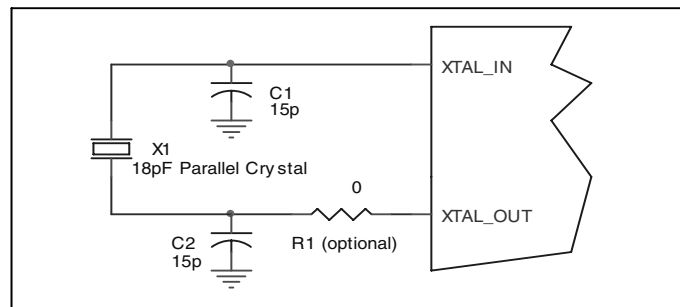 XTAL_IN
C1
15p
X1
18pF Parallel Crystal
0
XTAL_OUT
C2
15p
R1 (optional)